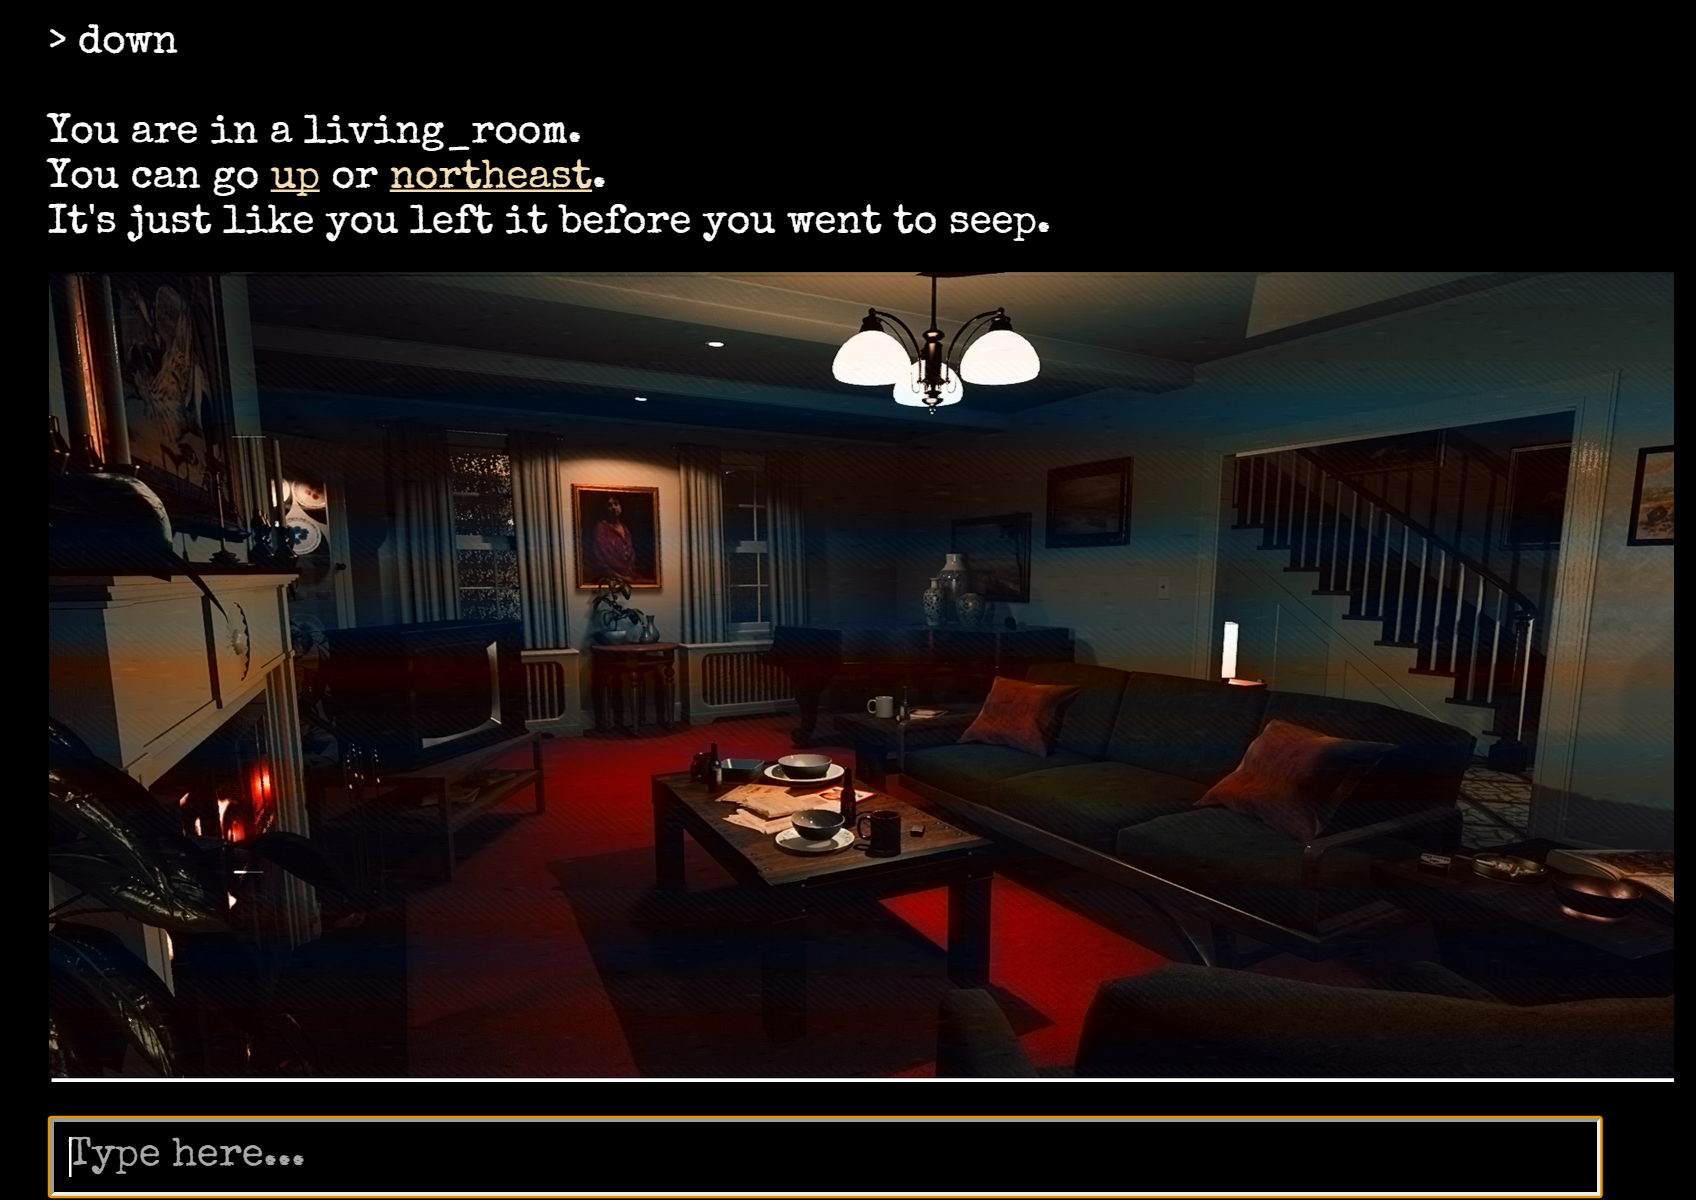 > down
You are in a living_room.
You can go up or northeast.
It's just like you left it before you went to seep.
Type here...